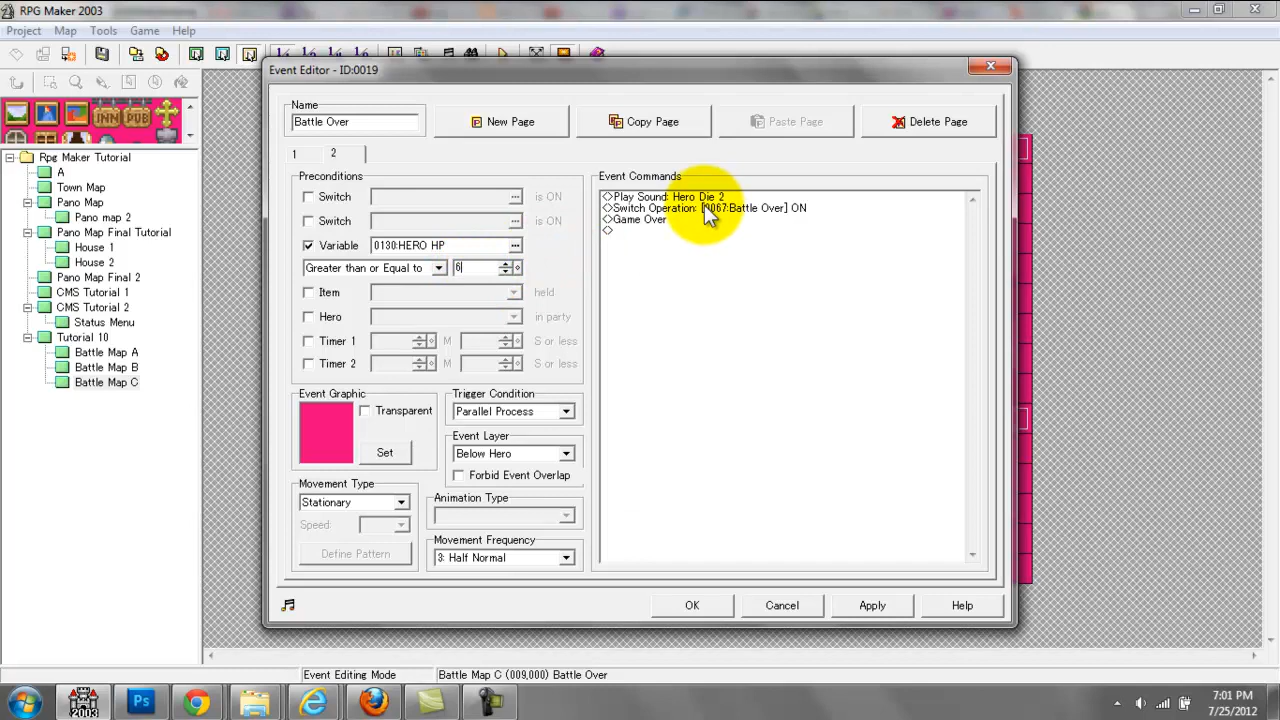 RPG Maker 2003
Project Map Tools Game Help
Event Editor - ID:0019
Name
Battle Over
New Page
Copy Page
Paste Page
Delete Page
1 2
Preconditions
Switch
is ON
Switch
is ON
Variable
0130:HERO HP
Greater than or Equal to
6
Item
held
Hero
in party
Timer 1
M
S or less
Timer 2
M
S or less
Event Graphic
Transparent
Set
Trigger Condition
Parallel Process
Event Layer
Below Hero
Forbid Event Overlap
Movement Type
Stationary
Speed:
Define Pattern
Animation Type
Movement Frequency
3: Half Normal
Event Commands
<>Play Sound: Hero Die 2
<>Switch Operation: [0067:Battle Over] ON
<>Game Over
<>
OK
Cancel
Apply
Help
INN
PUB
Rpg Maker Tutorial
A
Town Map
Pano Map
Pano map 2
Pano Map Final Tutorial
House 1
House 2
Pano Map Final 2
CMS Tutorial 1
CMS Tutorial 2
Status Menu
Tutorial 10
Battle Map A
Battle Map B
Battle Map C
Event Editing Mode
Battle Map C (009,000) Battle Over
2003
Ps
7:01 PM
7/25/2012